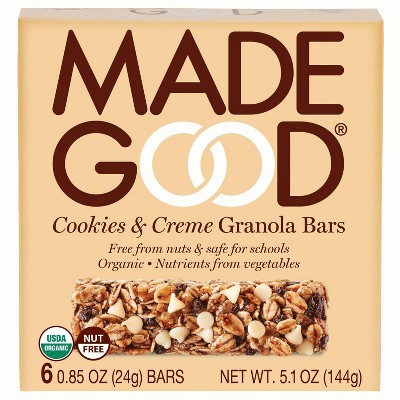 MADE
GOOD®
Cookies & Creme Granola Bars
Free from nuts & safe for schools
Organic • Nutrients from vegetables
USDA
ORGANIC
NUT
FREE
6 0.85 OZ (24g) BARS NET WT. 5.1 OZ (144g)